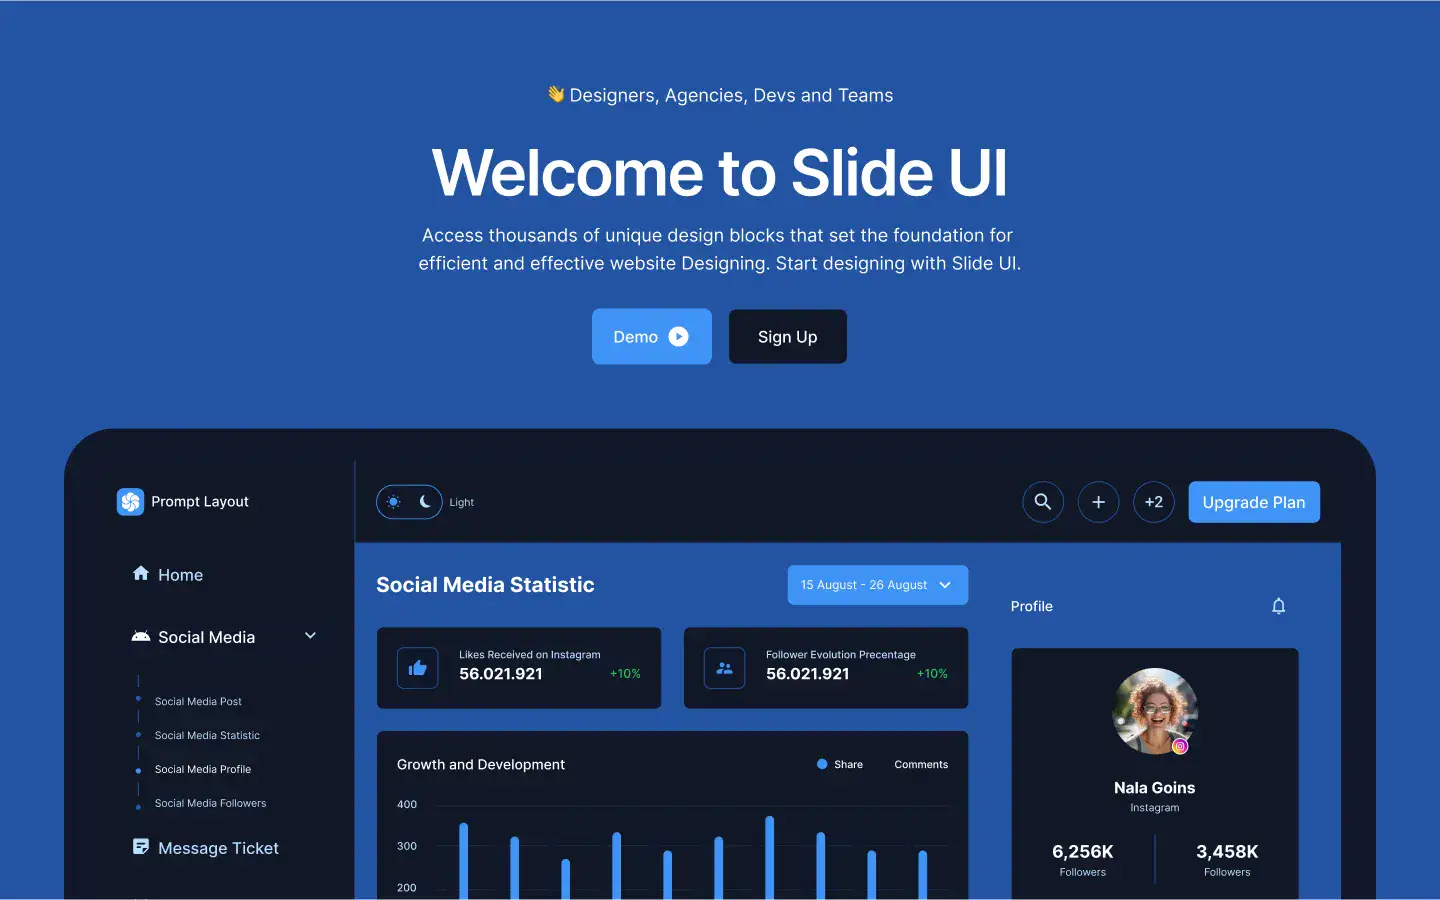 👋 Designers, Agencies, Devs and Teams
Welcome to Slide UI
Access thousands of unique design blocks that set the foundation for
efficient and effective website Designing. Start designing with Slide UI.
Demo
Sign Up
Prompt Layout
Light
+2
Upgrade Plan
Home
Social Media
Social Media Post
Social Media Statistic
Social Media Profile
Social Media Followers
Message Ticket
Social Media Statistic
15 August - 26 August
Likes Received on Instagram
56.021.921
+10%
Follower Evolution Precentage
56.021.921
+10%
Growth and Development
Share
Comments
400
300
200
Profile
Nala Goins
Instagram
6,256K
Followers
3,458K
Followers